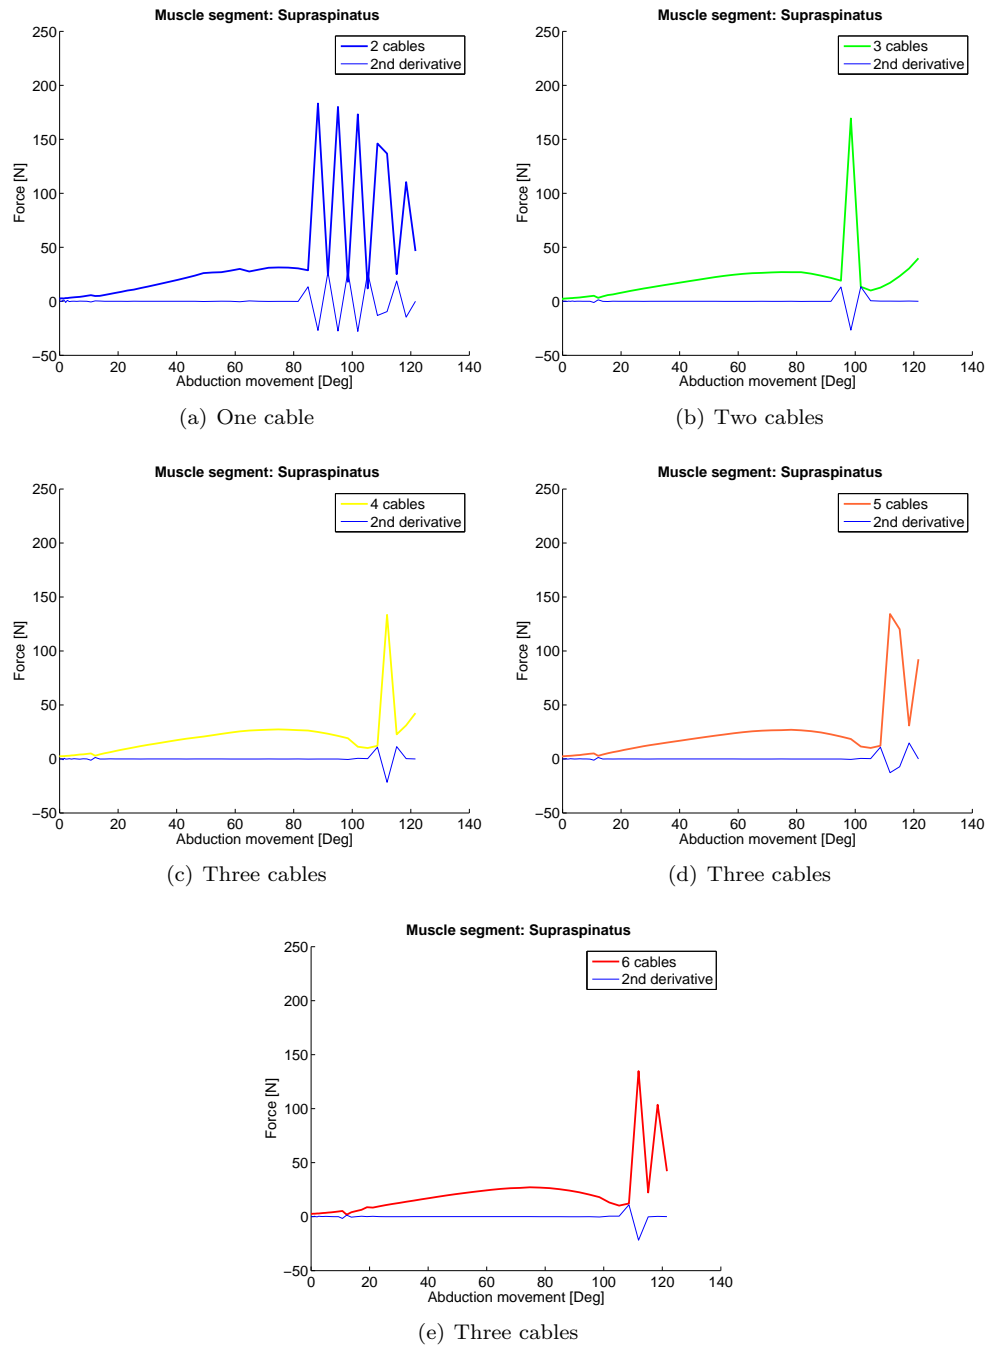 Muscle segment: Supraspinatus
250
200
150
100
50
0
−50
Force [N]
2 cables
2nd derivative
0 20 40 60 80 100 120 140
Abduction movement [Deg]
(a) One cable
Muscle segment: Supraspinatus
250
200
150
100
50
0
−50
Force [N]
3 cables
2nd derivative
0 20 40 60 80 100 120 140
Abduction movement [Deg]
(b) Two cables
Muscle segment: Supraspinatus
250
200
150
100
50
0
−50
Force [N]
4 cables
2nd derivative
0 20 40 60 80 100 120 140
Abduction movement [Deg]
(c) Three cables
Muscle segment: Supraspinatus
250
200
150
100
50
0
−50
Force [N]
5 cables
2nd derivative
0 20 40 60 80 100 120 140
Abduction movement [Deg]
(d) Three cables
Muscle segment: Supraspinatus
250
200
150
100
50
0
−50
Force [N]
6 cables
2nd derivative
0 20 40 60 80 100 120 140
Abduction movement [Deg]
(e) Three cables